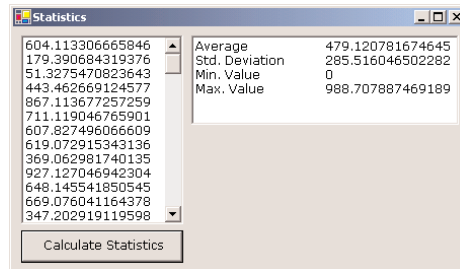 Statistics
604.113306665846
179.390684319376
51.3275470823643
443.462669124577
867.113677257259
711.119046765901
607.827496066609
619.072915343136
369.062981740135
927.127046942304
648.145541850545
669.076041164378
347.202919119598
Average 479.120781674645
Std. Deviation 285.516046502282
Min. Value 0
Max. Value 988.707887469189
Calculate Statistics